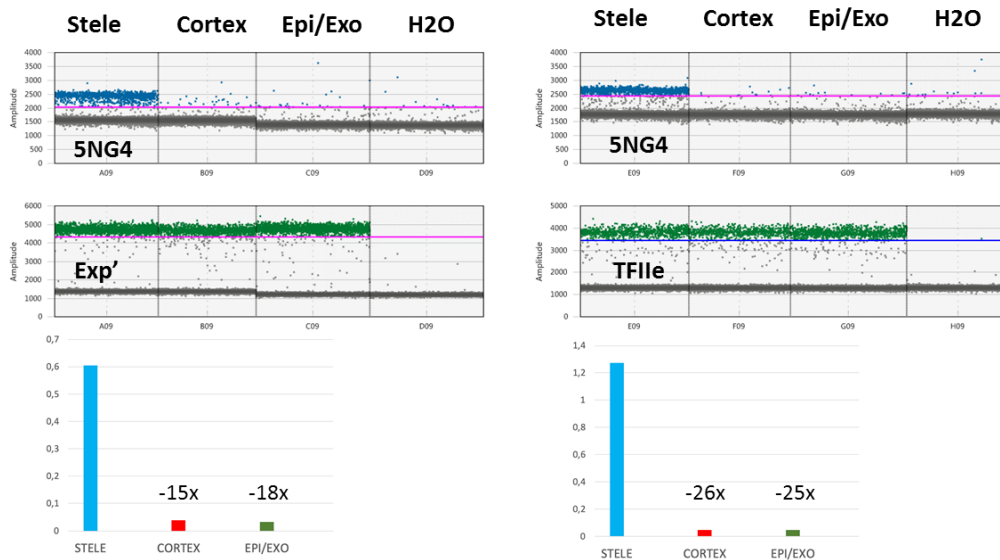 Stele Cortex Epi/Exo H2O
Amplitude
4000
3500
3000
2500
2000
1500
1000
500
0
5NG4
A09 B09 C09 D09
Amplitude
6000
5000
4000
3000
2000
1000
0
Exp’
A09 B09 C09 D09
0,7
0,6
0,5
0,4
0,3
0,2
0,1
0
-15x -18x
STELE CORTEX EPI/EXO
Stele Cortex Epi/Exo H2O
Amplitude
4000
3500
3000
2500
2000
1500
1000
500
0
5NG4
E09 F09 G09 H09
Amplitude
5000
4000
3000
2000
1000
0
TFIIe
E09 F09 G09 H09
1,4
1,2
1
0,8
0,6
0,4
0,2
0
-26x -25x
STELE CORTEX EPI/EXO